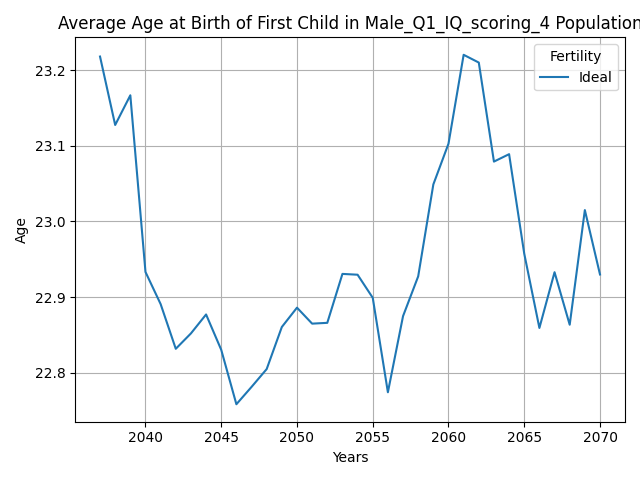 Average Age at Birth of First Child in Male_Q1_IQ_scoring_4 Population
Fertility
Ideal
23.2
23.1
23.0
22.9
22.8
Age
2040 2045 2050 2055 2060 2065 2070
Years